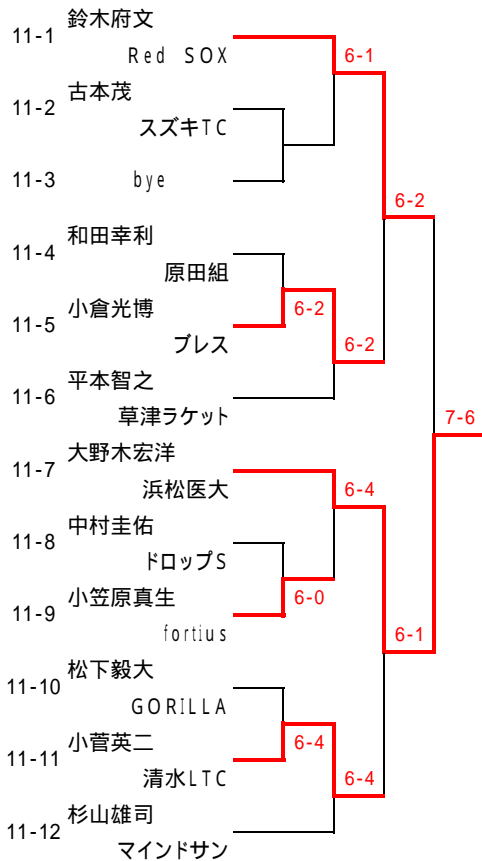 鈴木府文
11-1
Red SOX
6-1
古本茂
11-2
スズキTC
11-3
bye
6-2
和田幸利
11-4
原田組
小倉光博
6-2
11-5
ブレス
6-2
平本智之
11-6
草津ラケット
7-6
大野木宏洋
11-7
浜松医大
6-4
中村圭佑
11-8
ドロップS
小笠原真生
6-0
11-9
fortius
6-1
松下毅大
11-10
GORILLA
小菅英二
6-4
11-11
清水LTC
6-4
杉山雄司
11-12
マインドサン